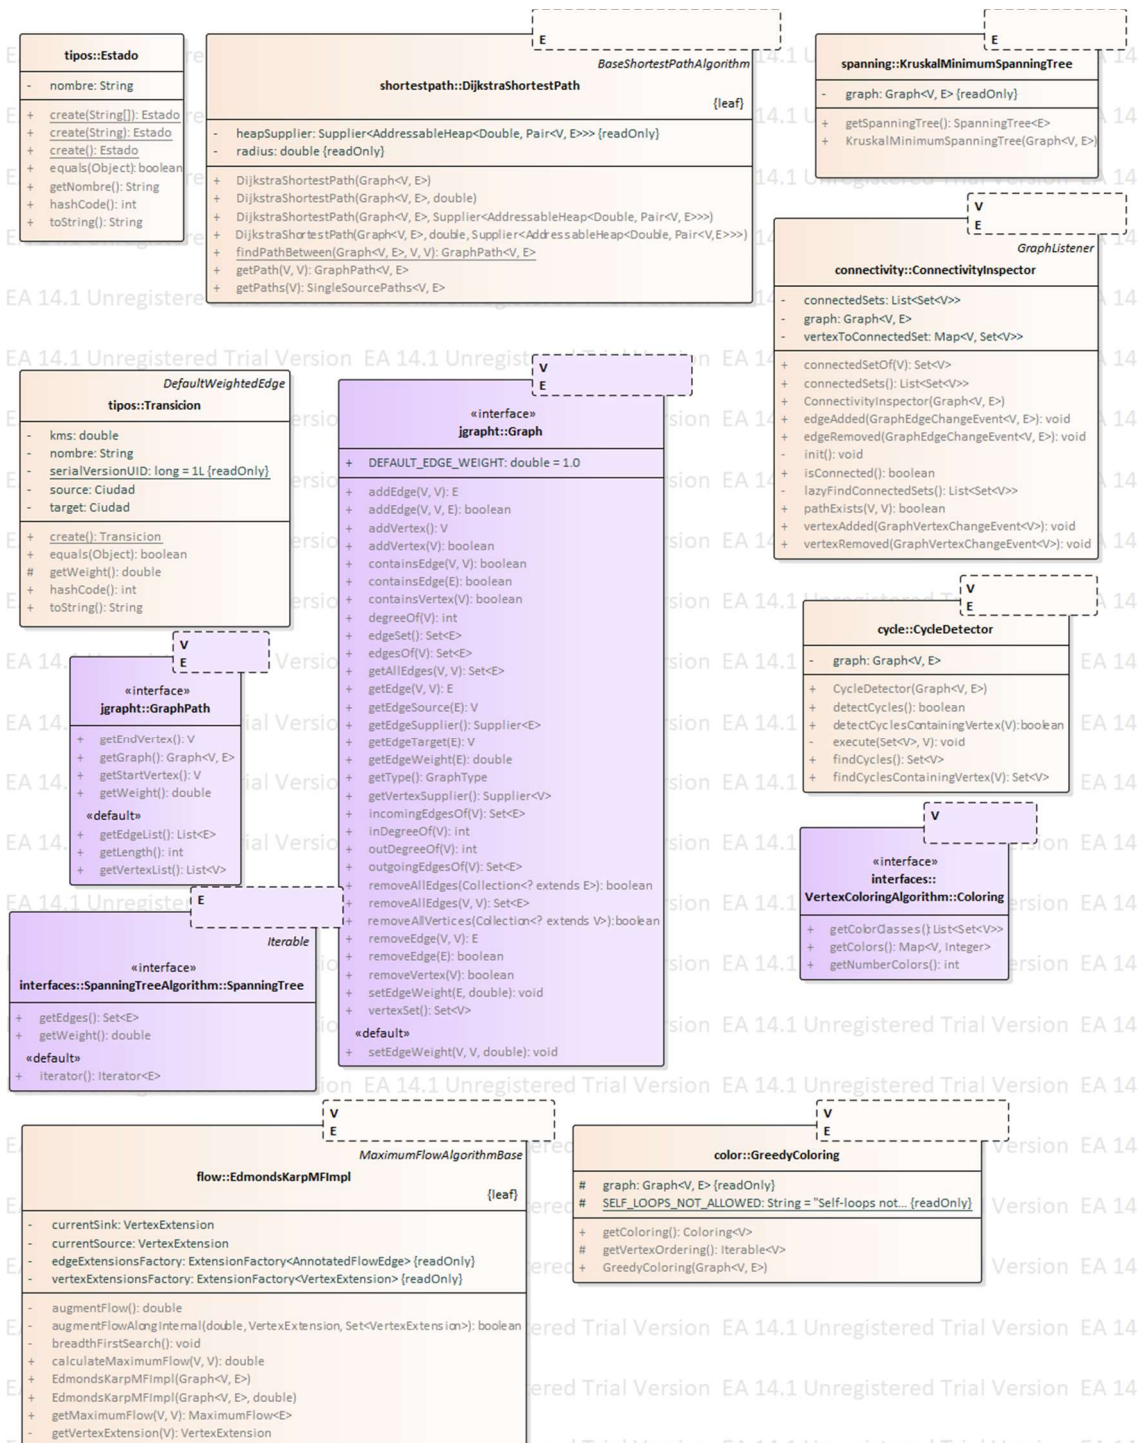 tipos::Estado
- nombre: String
+ create(String[]): Estado
+ create(String): Estado
+ create(): Estado
+ equals(Object): boolean
+ getNombre(): String
+ hashCode(): int
+ toString(): String
E
BaseShortestPathAlgorithm
shortestpath::DijkstraShortestPath
{leaf}
- heapSupplier: Supplier<AddressableHeap<Double, Pair<V, E>>> {readOnly}
- radius: double {readOnly}
+ DijkstraShortestPath(Graph<V, E>)
+ DijkstraShortestPath(Graph<V, E>, double)
+ DijkstraShortestPath(Graph<V, E>, Supplier<AddressableHeap<Double, Pair<V, E>>>)
+ DijkstraShortestPath(Graph<V, E>, double, Supplier<AddressableHeap<Double, Pair<V,E>>>)
+ findPathBetween(Graph<V, E>, V, V): GraphPath<V, E>
+ getPath(V, V): GraphPath<V, E>
+ getPaths(V): SingleSourcePaths<V, E>
E
spanning::KruskalMinimumSpanningTree
- graph: Graph<V, E> {readOnly}
+ getSpanningTree(): SpanningTree<E>
+ KruskalMinimumSpanningTree(Graph<V, E>)
V
E
GraphListener
connectivity::ConnectivityInspector
- connectedSets: List<Set<V>>
- graph: Graph<V, E>
- vertexToConnectedSet: Map<V, Set<V>>
+ connectedSetOf(V): Set<V>
+ connectedSets(): List<Set<V>>
+ ConnectivityInspector(Graph<V, E>)
+ edgeAdded(GraphEdgeChangeEvent<V, E>): void
+ edgeRemoved(GraphEdgeChangeEvent<V, E>): void
- init(): void
+ isConnected(): boolean
- lazyFindConnectedSets(): List<Set<V>>
+ pathExists(V, V): boolean
+ vertexAdded(GraphVertexChangeEvent<V>): void
+ vertexRemoved(GraphVertexChangeEvent<V>): void
DefaultWeightedEdge
tipos::Transicion
- kms: double
- nombre: String
- serialVersionUID: long = 1L {readOnly}
- source: Ciudad
- target: Ciudad
+ create(): Transicion
+ equals(Object): boolean
# getWeight(): double
+ hashCode(): int
+ toString(): String
V
E
«interface»
jgrapht::Graph
+ DEFAULT_EDGE_WEIGHT: double = 1.0
+ addEdge(V, V): E
+ addEdge(V, V, E): boolean
+ addVertex(): V
+ addVertex(V): boolean
+ containsEdge(V, V): boolean
+ containsEdge(E): boolean
+ containsVertex(V): boolean
+ degreeOf(V): int
+ edgeSet(): Set<E>
+ edgesOf(V): Set<E>
+ getAllEdges(V, V): Set<E>
+ getEdge(V, V): E
+ getEdgeSource(E): V
+ getEdgeSupplier(): Supplier<E>
+ getEdgeTarget(E): V
+ getEdgeWeight(E): double
+ getType(): GraphType
+ getVertexSupplier(): Supplier<V>
+ incomingEdgesOf(V): Set<E>
+ inDegreeOf(V): int
+ outDegreeOf(V): int
+ outgoingEdgesOf(V): Set<E>
+ removeAllEdges(Collection<? extends E>): boolean
+ removeAllEdges(V, V): Set<E>
+ removeAllVertices(Collection<? extends V>):boolean
+ removeEdge(V, V): E
+ removeEdge(E): boolean
+ removeVertex(V): boolean
+ setEdgeWeight(E, double): void
+ vertexSet(): Set<V>
«default»
+ setEdgeWeight(V, V, double): void
V
E
cycle::CycleDetector
- graph: Graph<V, E>
+ CycleDetector(Graph<V, E>)
+ detectCycles(): boolean
+ detectCyclesContainingVertex(V):boolean
- execute(Set<V>, V): void
+ findCycles(): Set<V>
+ findCyclesContainingVertex(V): Set<V>
V
E
«interface»
jgrapht::GraphPath
+ getEndVertex(): V
+ getGraph(): Graph<V, E>
+ getStartVertex(): V
+ getWeight(): double
«default»
+ getEdgeList(): List<E>
+ getLength(): int
+ getVertexList(): List<V>
V
«interface»
interfaces::
VertexColoringAlgorithm::Coloring
+ getColorClasses():List<Set<V>>
+ getColors(): Map<V, Integer>
+ getNumberColors(): int
E
Iterable
«interface»
interfaces::SpanningTreeAlgorithm::SpanningTree
+ getEdges(): Set<E>
+ getWeight(): double
«default»
+ iterator(): Iterator<E>
V
E
MaximumFlowAlgorithmBase
flow::EdmondsKarpMFImpl
{leaf}
- currentSink: VertexExtension
- currentSource: VertexExtension
- edgeExtensionsFactory: ExtensionFactory<AnnotatedFlowEdge> {readOnly}
- vertexExtensionsFactory: ExtensionFactory<VertexExtension> {readOnly}
- augmentFlow(): double
- augmentFlowAlongInternal(double, VertexExtension, Set<VertexExtension>): boolean
- breadthFirstSearch(): void
+ calculateMaximumFlow(V, V): double
+ EdmondsKarpMFImpl(Graph<V, E>)
+ EdmondsKarpMFImpl(Graph<V, E>, double)
+ getMaximumFlow(V, V): MaximumFlow<E>
- getVertexExtension(V): VertexExtension
V
E
color::GreedyColoring
# graph: Graph<V, E> {readOnly}
# SELF_LOOPS_NOT_ALLOWED: String = "Self-loops not... {readOnly}
+ getColoring(): Coloring<V>
# getVertexOrdering(): Iterable<V>
+ GreedyColoring(Graph<V, E>)
EA 14.1 Unregistered Trial Version EA 14.1 Unregistered Trial Version EA 14